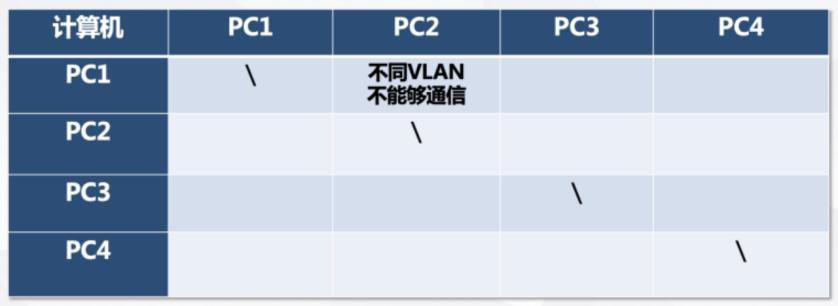 计算机 PC1 PC2 PC3 PC4
PC1 \ 不同VLAN
不能够通信
PC2 \
PC3 \
PC4 \